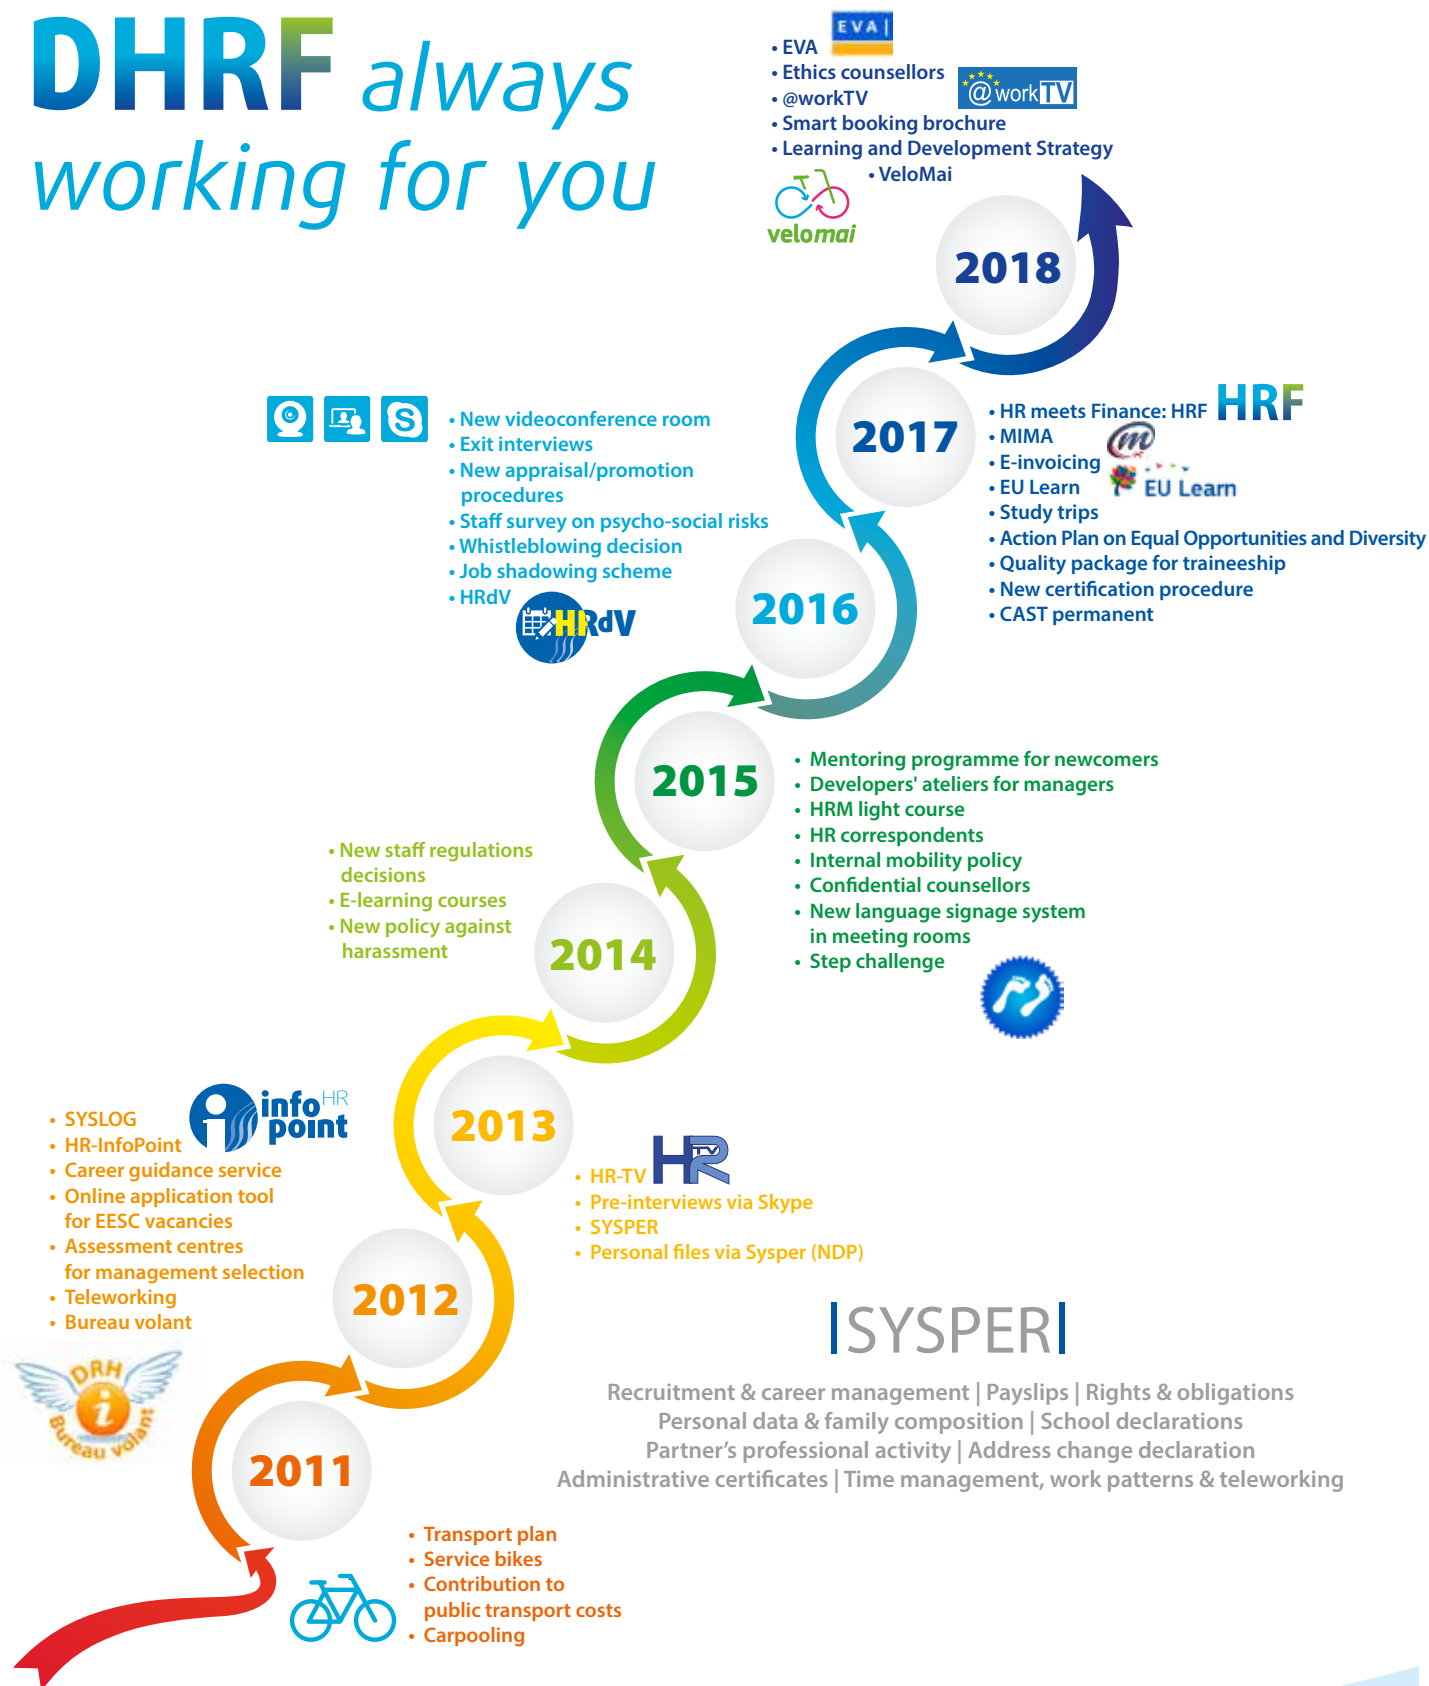 DHRF always
working for you
EVA
• EVA
• Ethics counsellors
@work TV
• @workTV
• Smart booking brochure
• Learning and Development Strategy
• VeloMai
velomai
2018
• HR meets Finance: HRF
HRF
• MIMA
m
• E-invoicing
• EU Learn
EU Learn
• Study trips
• Action Plan on Equal Opportunities and Diversity
• Quality package for traineeship
• New certification procedure
• CAST permanent
2017
S
• New videoconference room
• Exit interviews
• New appraisal/promotion
procedures
• Staff survey on psycho-social risks
• Whistleblowing decision
• Job shadowing scheme
• HRdV
HRdV
2016
2015
• Mentoring programme for newcomers
• Developers' ateliers for managers
• HRM light course
• HR correspondents
• Internal mobility policy
• Confidential counsellors
• New language signage system
in meeting rooms
• Step challenge
• New staff regulations
decisions
• E-learning courses
• New policy against
harassment
2014
2013
• HR-TV
HR TV
• Pre-interviews via Skype
• SYSPER
• Personal files via Sysper (NDP)
info HR
point
• SYSLOG
• HR-InfoPoint
• Career guidance service
• Online application tool
for EESC vacancies
• Assessment centres
for management selection
• Teleworking
• Bureau volant
2012
DRH
i
Bureau volant
SYSPER
Recruitment & career management | Payslips | Rights & obligations
Personal data & family composition | School declarations
Partner's professional activity | Address change declaration
Administrative certificates | Time management, work patterns & teleworking
2011
• Transport plan
• Service bikes
• Contribution to
public transport costs
• Carpooling